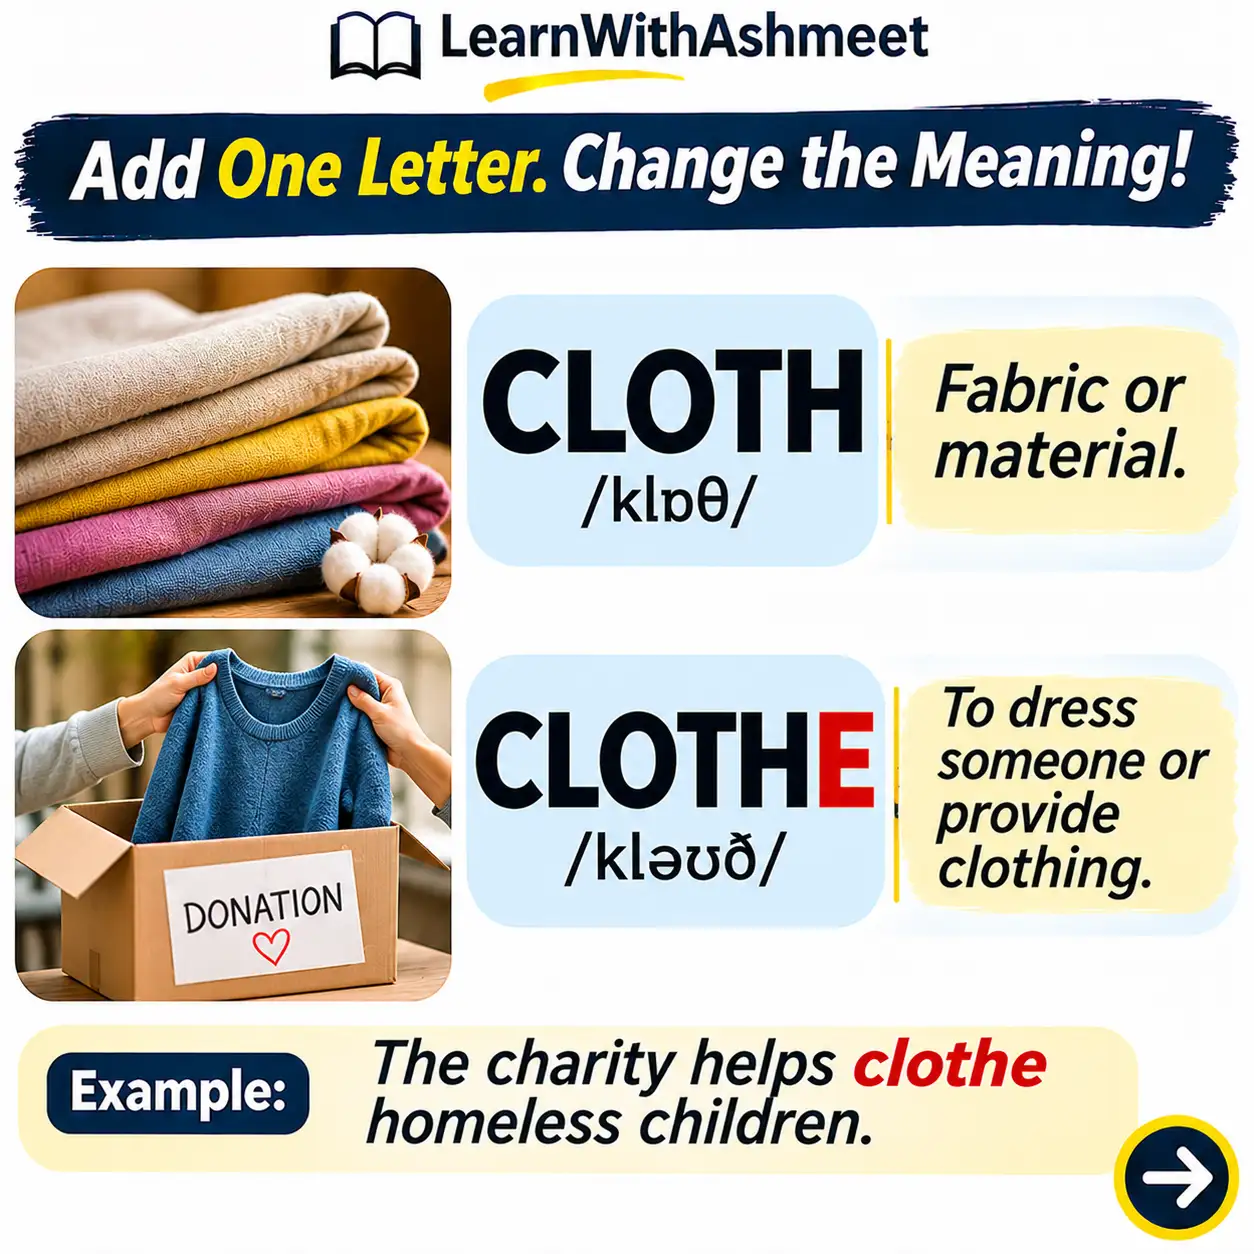 LearnWithAshmeet
Add One Letter. Change the Meaning!
CLOTH
/klɒθ/
Fabric or
material.
CLOTHE
/kləʊð/
To dress
someone or
provide
clothing.
DONATION
Example:
The charity helps clothe
homeless children.